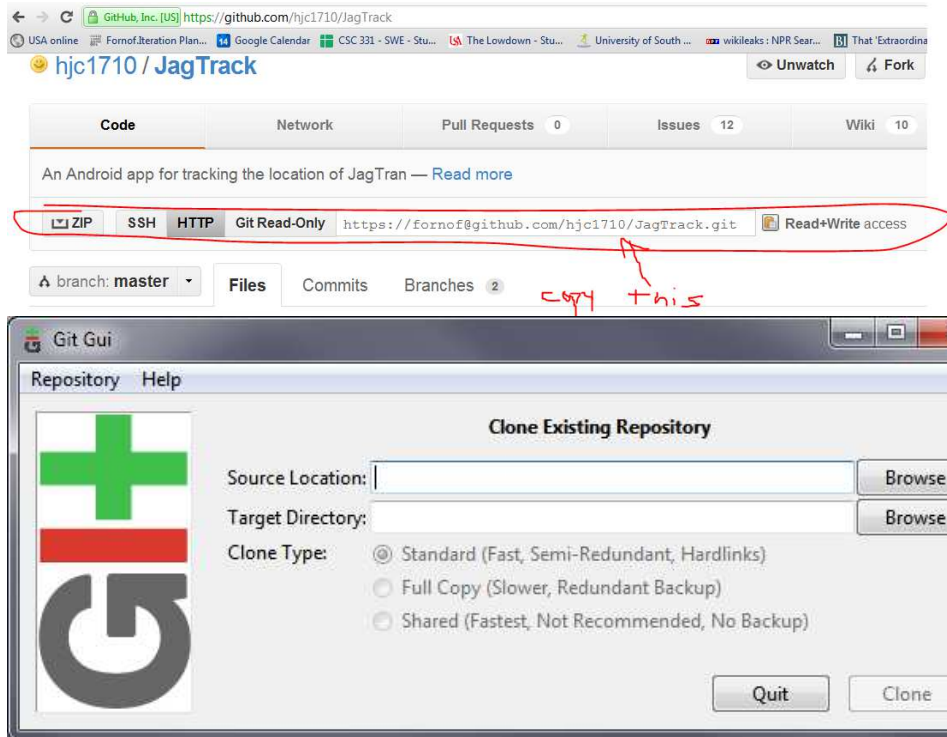 GitHub, Inc. [US] https://github.com/hjc1710/JagTrack
USA online Fornof.Iteration Plan... 14 Google Calendar CSC 331 - SWE - Stu... The Lowdown - Stu... University of South ... wikileaks : NPR Sear... That 'Extraordina
hjc1710 / JagTrack Unwatch Fork
Code Network Pull Requests 0 Issues 12 Wiki 10
An Android app for tracking the location of JagTran — Read more
ZIP SSH HTTP Git Read-Only https://fornof@github.com/hjc1710/JagTrack.git Read+Write access
branch: master Files Commits Branches 2
copy this
Git Gui
Repository Help
Clone Existing Repository
GIT
Source Location: Browse
Target Directory: Browse
Clone Type: Standard (Fast, Semi-Redundant, Hardlinks)
Full Copy (Slower, Redundant Backup)
Shared (Fastest, Not Recommended, No Backup)
Quit Clone